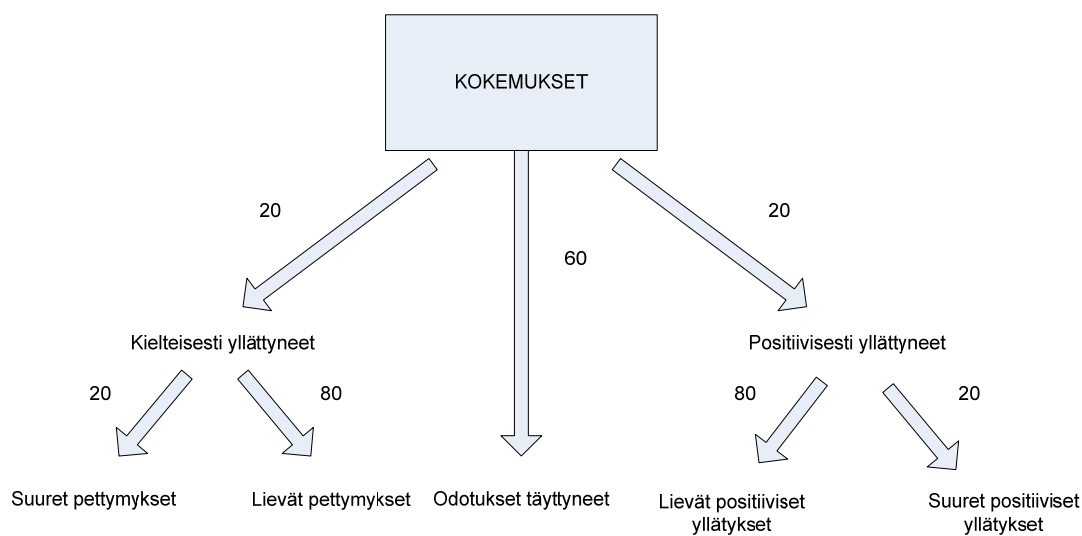 KOKEMUKSET
20
20
60
Kielteisesti yllättyneet
Positiivisesti yllättyneet
20
80
80
20
Suuret pettymykset
Lievät pettymykset
Odotukset täyttyneet
Lievät positiiviset
yllätykset
Suuret positiiviset
yllätykset